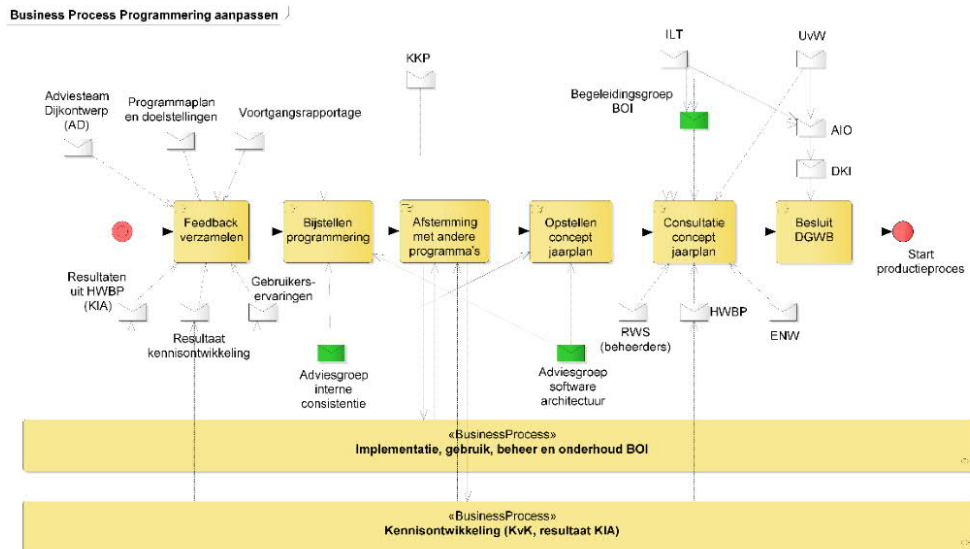 Business Process Programmering aanpassen
ILT
UvW
KKP
Adviesteam
Dijkontwerp
(AD)
Programmaplan
en doelstellingen
Voortgangsrapportage
Begeleidingsgroep
BOI
AIO
DKI
Feedback
verzamelen
Bijstellen
programmering
Afstemming
met andere
programma's
Opstellen
concept
jaarplan
Consultatie
concept
jaarplan
Besluit
DGWB
Start
productieproces
Resultaten
uit HWBP
(KIA)
Resultaat
kennisontwikkeling
Gebruikers-
ervaringen
Adviesgroep
interne
consistentie
Adviesgroep
software
architectuur
RWS
(beheerders)
HWBP
ENW
«BusinessProcess»
Implementatie, gebruik, beheer en onderhoud BOI
«BusinessProcess»
Kennisontwikkeling (KvK, resultaat KIA)